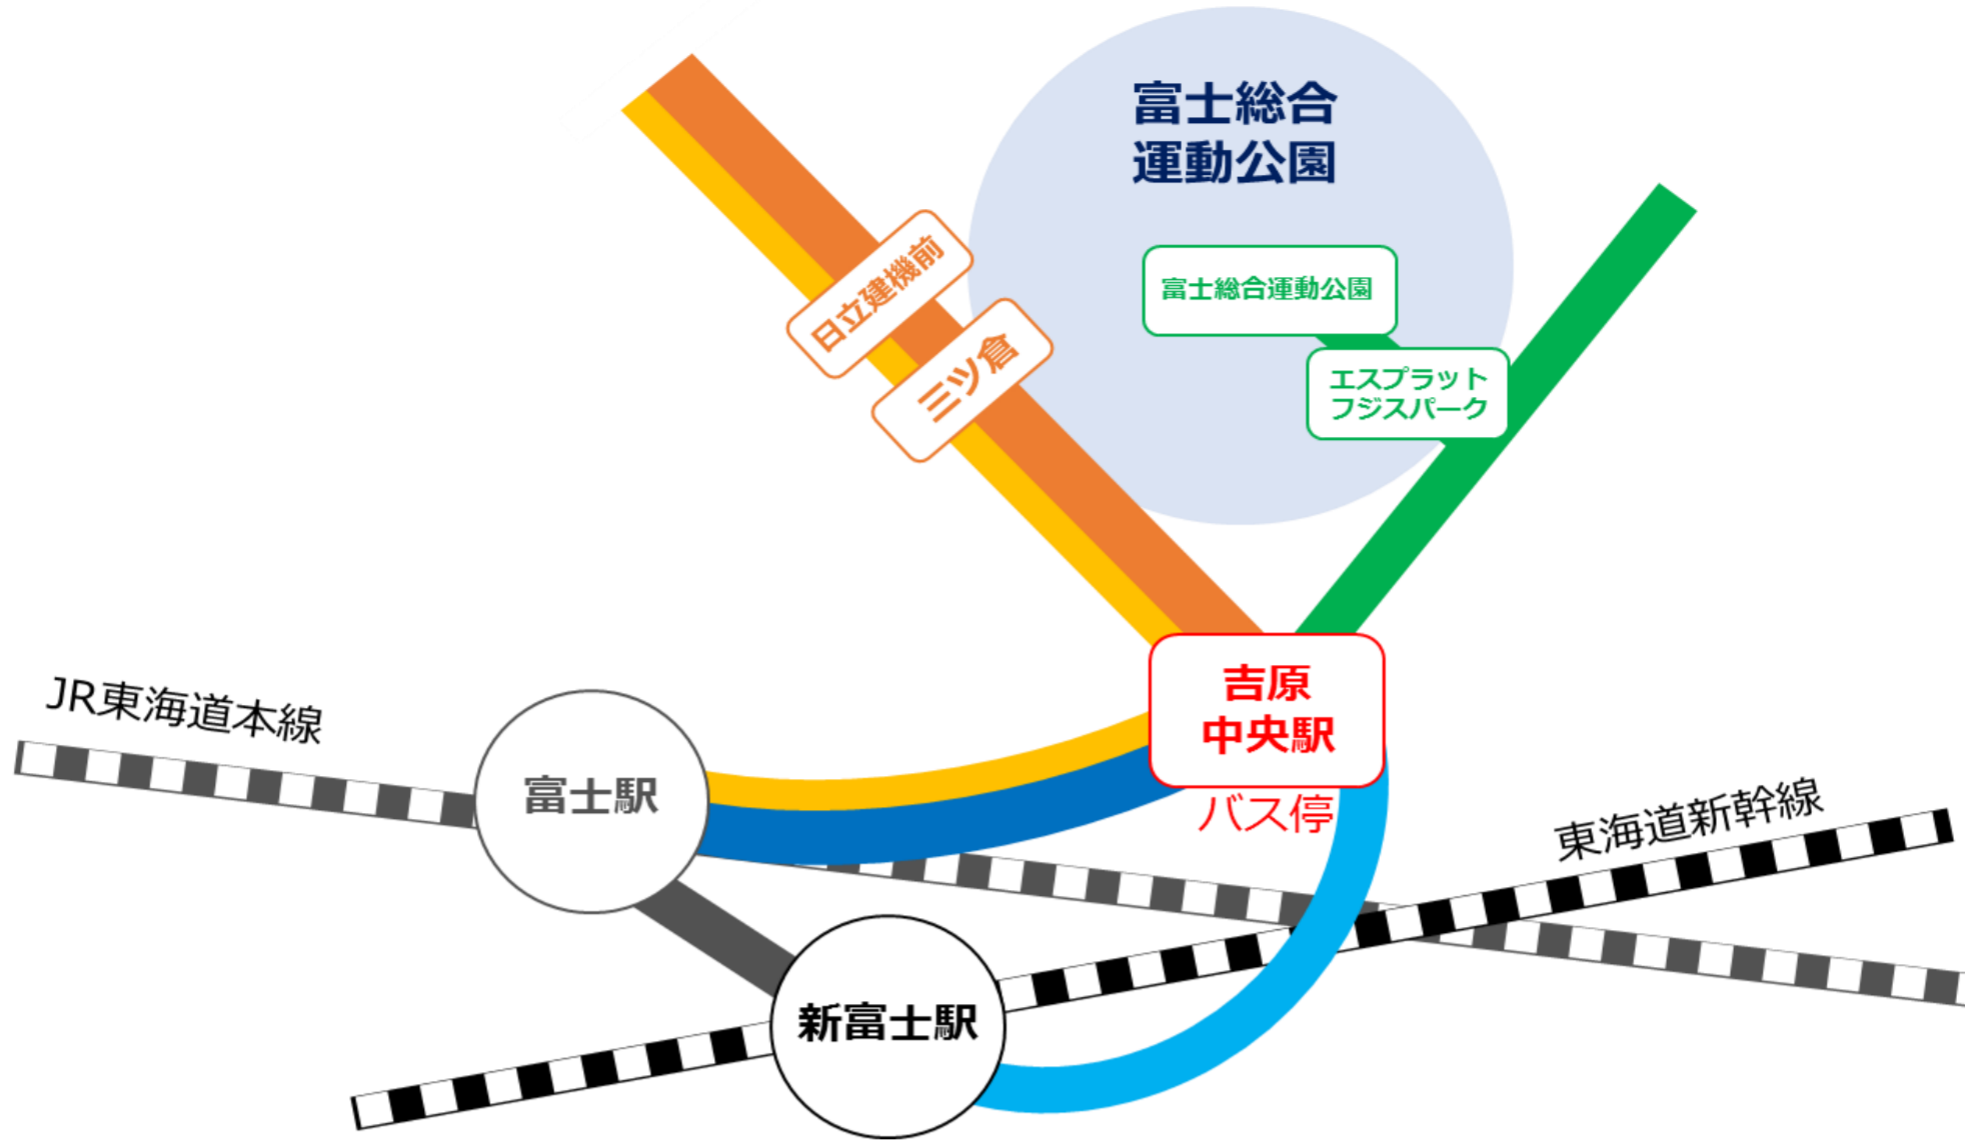 富士総合
運動公園
日立建機前
富士総合運動公園
三ツ倉
エスプラット
フジスパーク
吉原
中央駅
バス停
JR東海道本線
富士駅
東海道新幹線
新富士駅